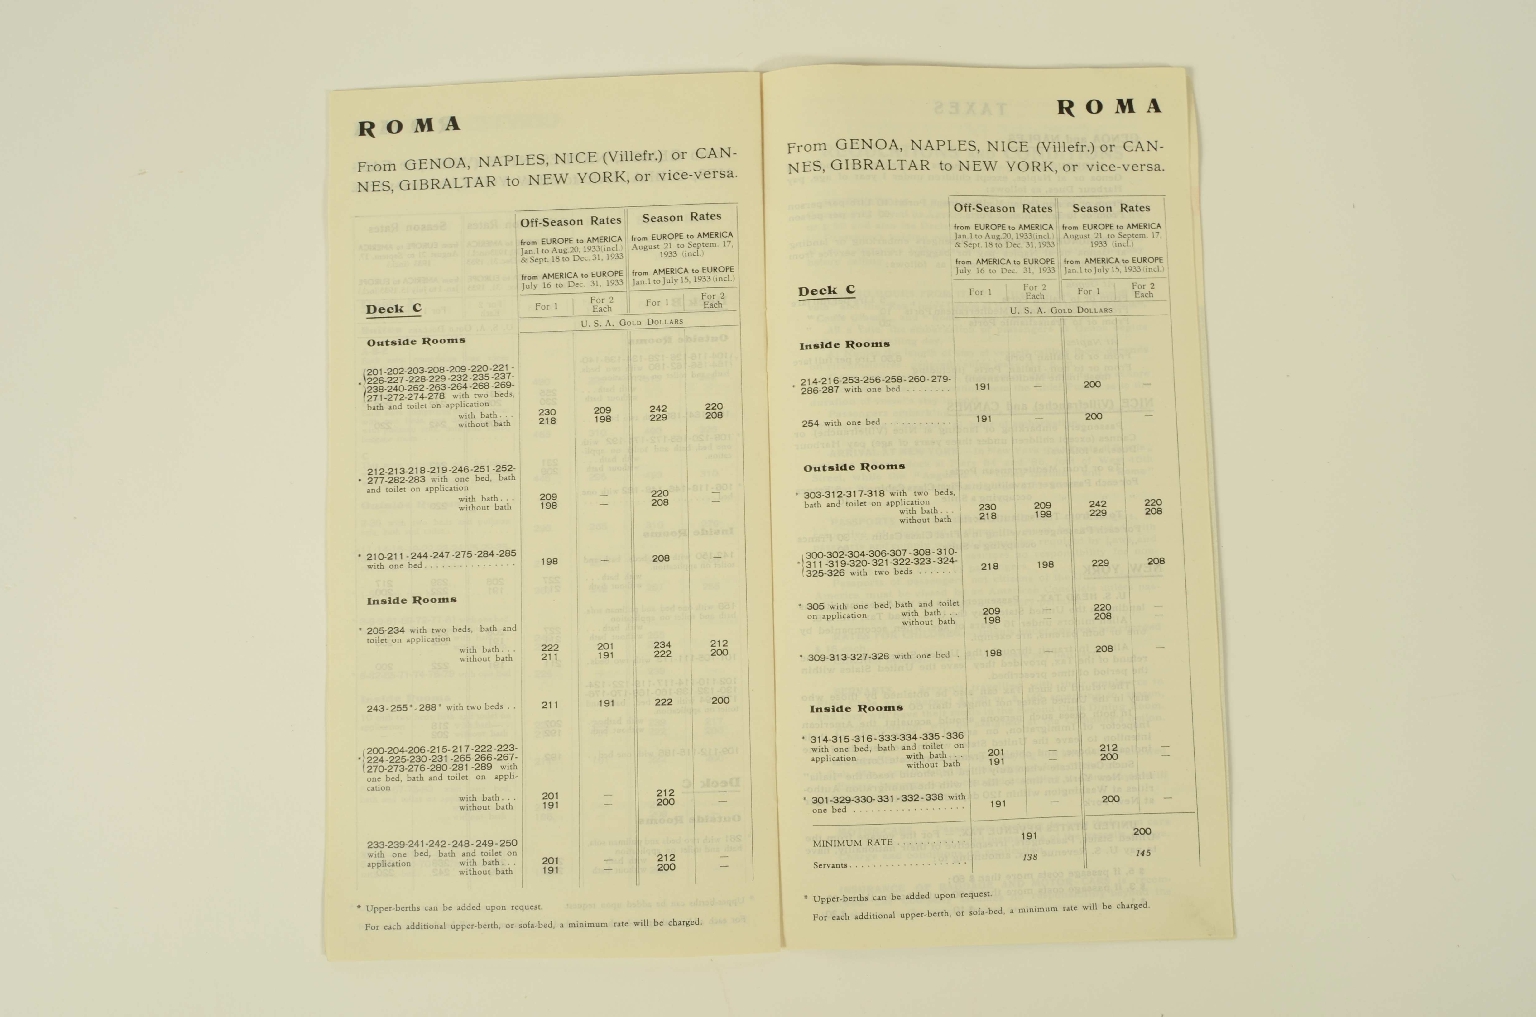 ROMA
From GENOA, NAPLES, NICE (Villefr.) or CAN-
NES, GIBRALTAR to NEW YORK, or vice-versa.
Off-Season Rates Season Rates
from EUROPE to AMERICA from EUROPE to AMERICA
Jan. 1 to Aug. 20, 1933 (incl.) August 21 to Septem. 17,
& Sept. 18 to Dec. 31, 1933 1933 (incl.)
from AMERICA to EUROPE from AMERICA to EUROPE
July 16 to Dec. 31, 1933 Jan. 1 to July 15, 1933 (incl.)
Deck C For 1 For 2 Each For 1 For 2 Each
U. S. A. GOLD DOLLARS
Outside Rooms
201-202-203-208-209-220-221-
* 226-227-228-229-232-235-237-
238-240-262-263-264-268-269-
271-272-274-278 with two beds,
bath and toilet on application
with bath . . . 230 209 242 220
without bath 218 198 229 208
212-213-218-219-246-251-252-
* 277-282-283 with one bed, bath
and toilet on application
with bath . . . 209 — 220 —
without bath 198 — 208 —
* 210-211-244-247-275-284-285
with one bed . . . . . . . . . . . . . . . 198 — 208 —
Inside Rooms
* 205-234 with two beds, bath and
toilet on application
with bath . . . 222 201 234 212
without bath 211 191 222 200
243-255*-288* with two beds . . 211 191 222 200
200-204-206-215-217-222-223-
* 224-225-230-231-265-266-267-
270-273-276-280-281-289 with
one bed, bath and toilet on appli-
cation
with bath . . . 201 — 212 —
without bath 191 — 200 —
233-239-241-242-248-249-250
with one bed, bath and toilet on
application with bath . . . 201 — 212 —
without bath 191 — 200 —
* Upper-berths can be added upon request.
For each additional upper-berth, or sofa-bed, a minimum rate will be charged.
ROMA
From GENOA, NAPLES, NICE (Villefr.) or CAN-
NES, GIBRALTAR to NEW YORK, or vice-versa.
Off-Season Rates Season Rates
from EUROPE to AMERICA from EUROPE to AMERICA
Jan. 1 to Aug. 20, 1933 (incl.) August 21 to Septem. 17,
& Sept. 18 to Dec. 31, 1933 1933 (incl.)
from AMERICA to EUROPE from AMERICA to EUROPE
July 16 to Dec. 31, 1933 Jan. 1 to July 15, 1933 (incl.)
Deck C For 1 For 2 Each For 1 For 2 Each
U. S. A. GOLD DOLLARS
Inside Rooms
* 214-216-253-256-258-260-279-
286-287 with one bed . . . . . . . . 191 — 200 —
254 with one bed . . . . . . . . . . . 191 — 200 —
Outside Rooms
* 303-312-317-318 with two beds,
bath and toilet on application
with bath . . . 230 209 242 220
without bath 218 198 229 208
300-302-304-306-307-308-310-
* 311-319-320-321-322-323-324-
325-326 with two beds . . . . . . 218 198 229 208
* 305 with one bed, bath and toilet
on application with bath . . . 209 — 220 —
without bath 198 — 208 —
* 309-313-327-328 with one bed . 198 — 208 —
Inside Rooms
* 314-315-316-333-334-335-336
with one bed, bath and toilet on
application with bath . . . 201 — 212 —
without bath 191 — 200 —
* 301-329-330-331-332-338 with
one bed . . . . . . . . . . . . . . . . . . . 191 — 200 —
MINIMUM RATE . . . . . . . . . . . 191 200
Servants . . . . . . . . . . . . . . . . . . . 138 145
* Upper-berths can be added upon request.
For each additional upper-berth, or sofa-bed, a minimum rate will be charged.